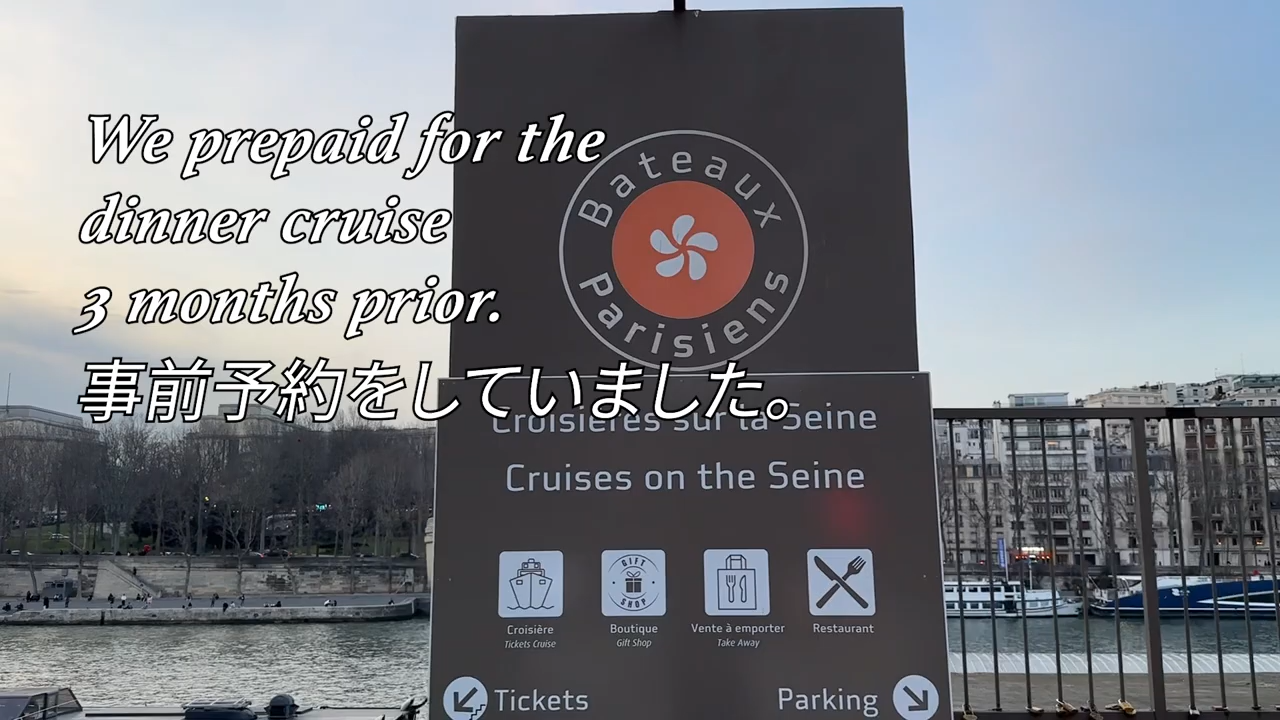 We prepaid for the
dinner cruise
3 months prior.
事前予約をしていました。
Bateaux
Parisiens
Croisières sur la Seine
Cruises on the Seine
GIFT
SHOP
Croisière
Tickets Cruise
Boutique
Gift Shop
Vente à emporter
Take Away
Restaurant
Tickets
Parking